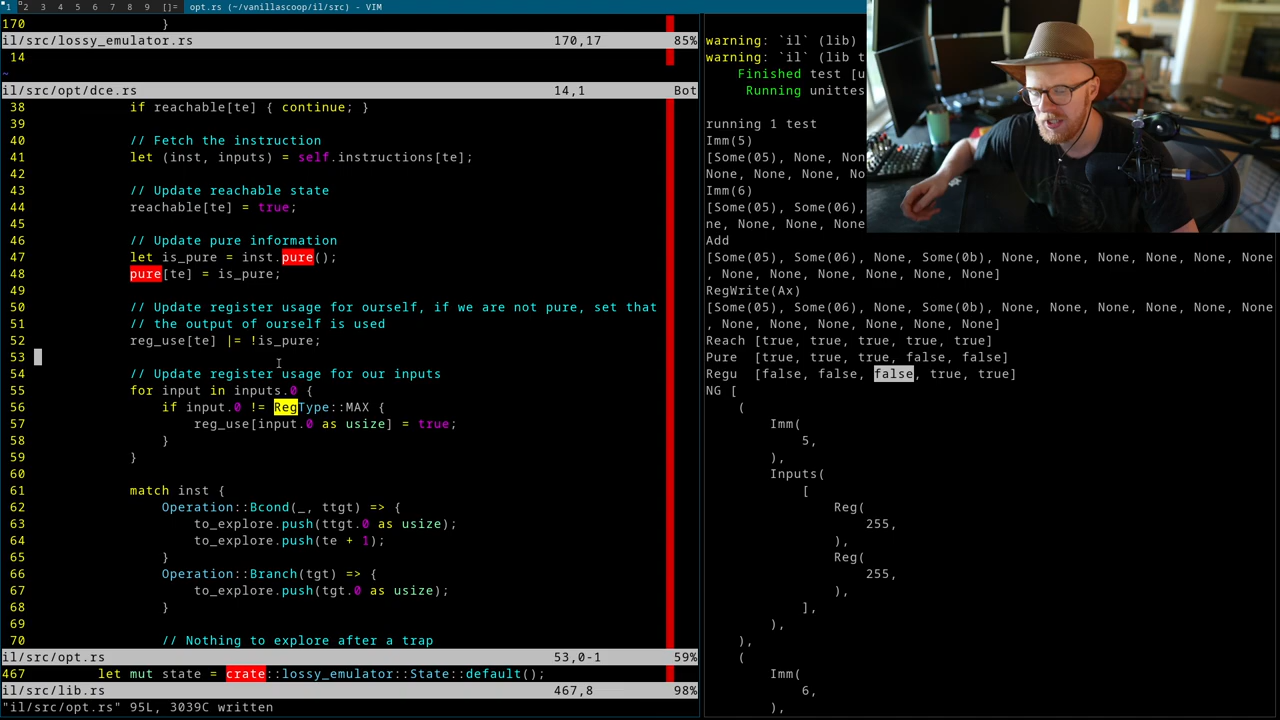 1 2 3 4 5 6 7 8 9 []= opt.rs (~/vanillascoop/il/src) - VIM
170 }
il/src/lossy_emulator.rs 170,17 85%
14
~
il/src/opt/dce.rs 14,1 Bot
38 if reachable[te] { continue; }
39
40 // Fetch the instruction
41 let (inst, inputs) = self.instructions[te];
42
43 // Update reachable state
44 reachable[te] = true;
45
46 // Update pure information
47 let is_pure = inst.pure();
48 pure[te] = is_pure;
49
50 // Update register usage for ourself, if we are not pure, set that
51 // the output of ourself is used
52 reg_use[te] |= !is_pure;
53
54 // Update register usage for our inputs
55 for input in inputs.0 {
56 if input.0 != RegType::MAX {
57 reg_use[input.0 as usize] = true;
58 }
59 }
60
61 match inst {
62 Operation::Bcond(_, ttgt) => {
63 to_explore.push(ttgt.0 as usize);
64 to_explore.push(te + 1);
65 }
66 Operation::Branch(tgt) => {
67 to_explore.push(tgt.0 as usize);
68 }
69
70 // Nothing to explore after a trap
il/src/opt.rs 53,0-1 59%
467 let mut state = crate::lossy_emulator::State::default();
il/src/lib.rs 467,8 98%
"il/src/opt.rs" 95L, 3039C written
warning: `il` (lib)
warning: `il` (lib t
Finished test [u
Running unittes
running 1 test
Imm(5)
[Some(05), None, Non
None, None, None, No
Imm(6)
[Some(05), Some(06),
ne, None, None, None
Add
[Some(05), Some(06), None, Some(0b), None, None, None, None, None, None
, None, None, None, None, None, None]
RegWrite(Ax)
[Some(05), Some(06), None, Some(0b), None, None, None, None, None, None
, None, None, None, None, None, None]
Reach [true, true, true, true, true]
Pure [true, true, true, false, false]
Regu [false, false, false, true, true]
NG [
(
Imm(
5,
),
Inputs(
[
Reg(
255,
),
Reg(
255,
),
],
),
),
(
Imm(
6,
),